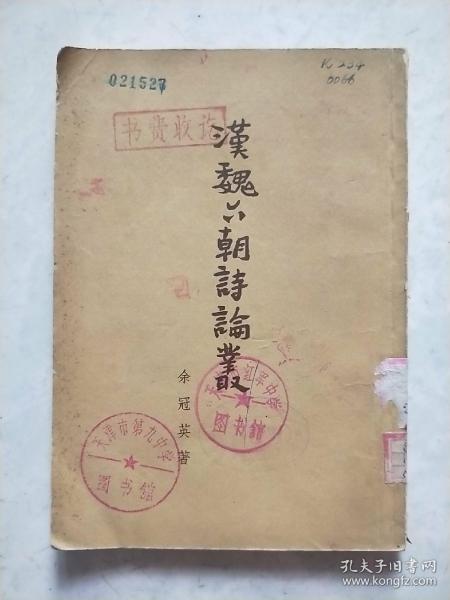 021527
K 234
0066
书费收
漢魏六朝詩論叢
余冠英著
天津市第九中学
图书馆
图书馆
孔夫子旧书网
www.kongfz.com